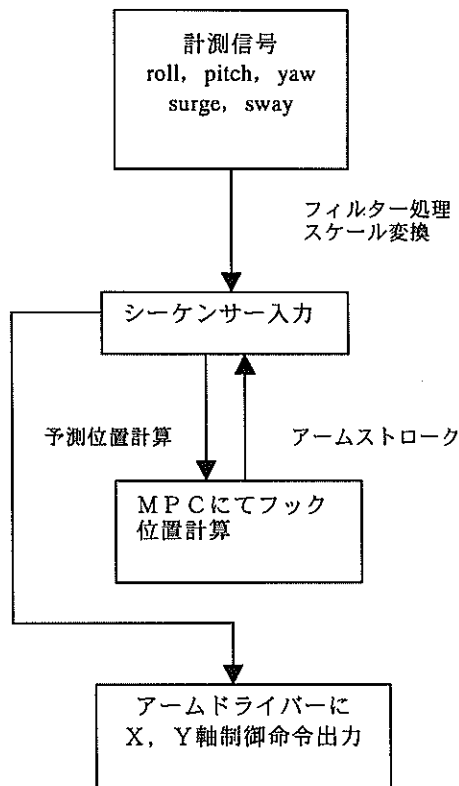 計測信号
roll, pitch, yaw
surge, sway
フィルター処理
スケール変換
シーケンサー入力
予測位置計算
アームストローク
ＭＰＣにてフック
位置計算
アームドライバーに
Ｘ，Ｙ軸制御命令出力